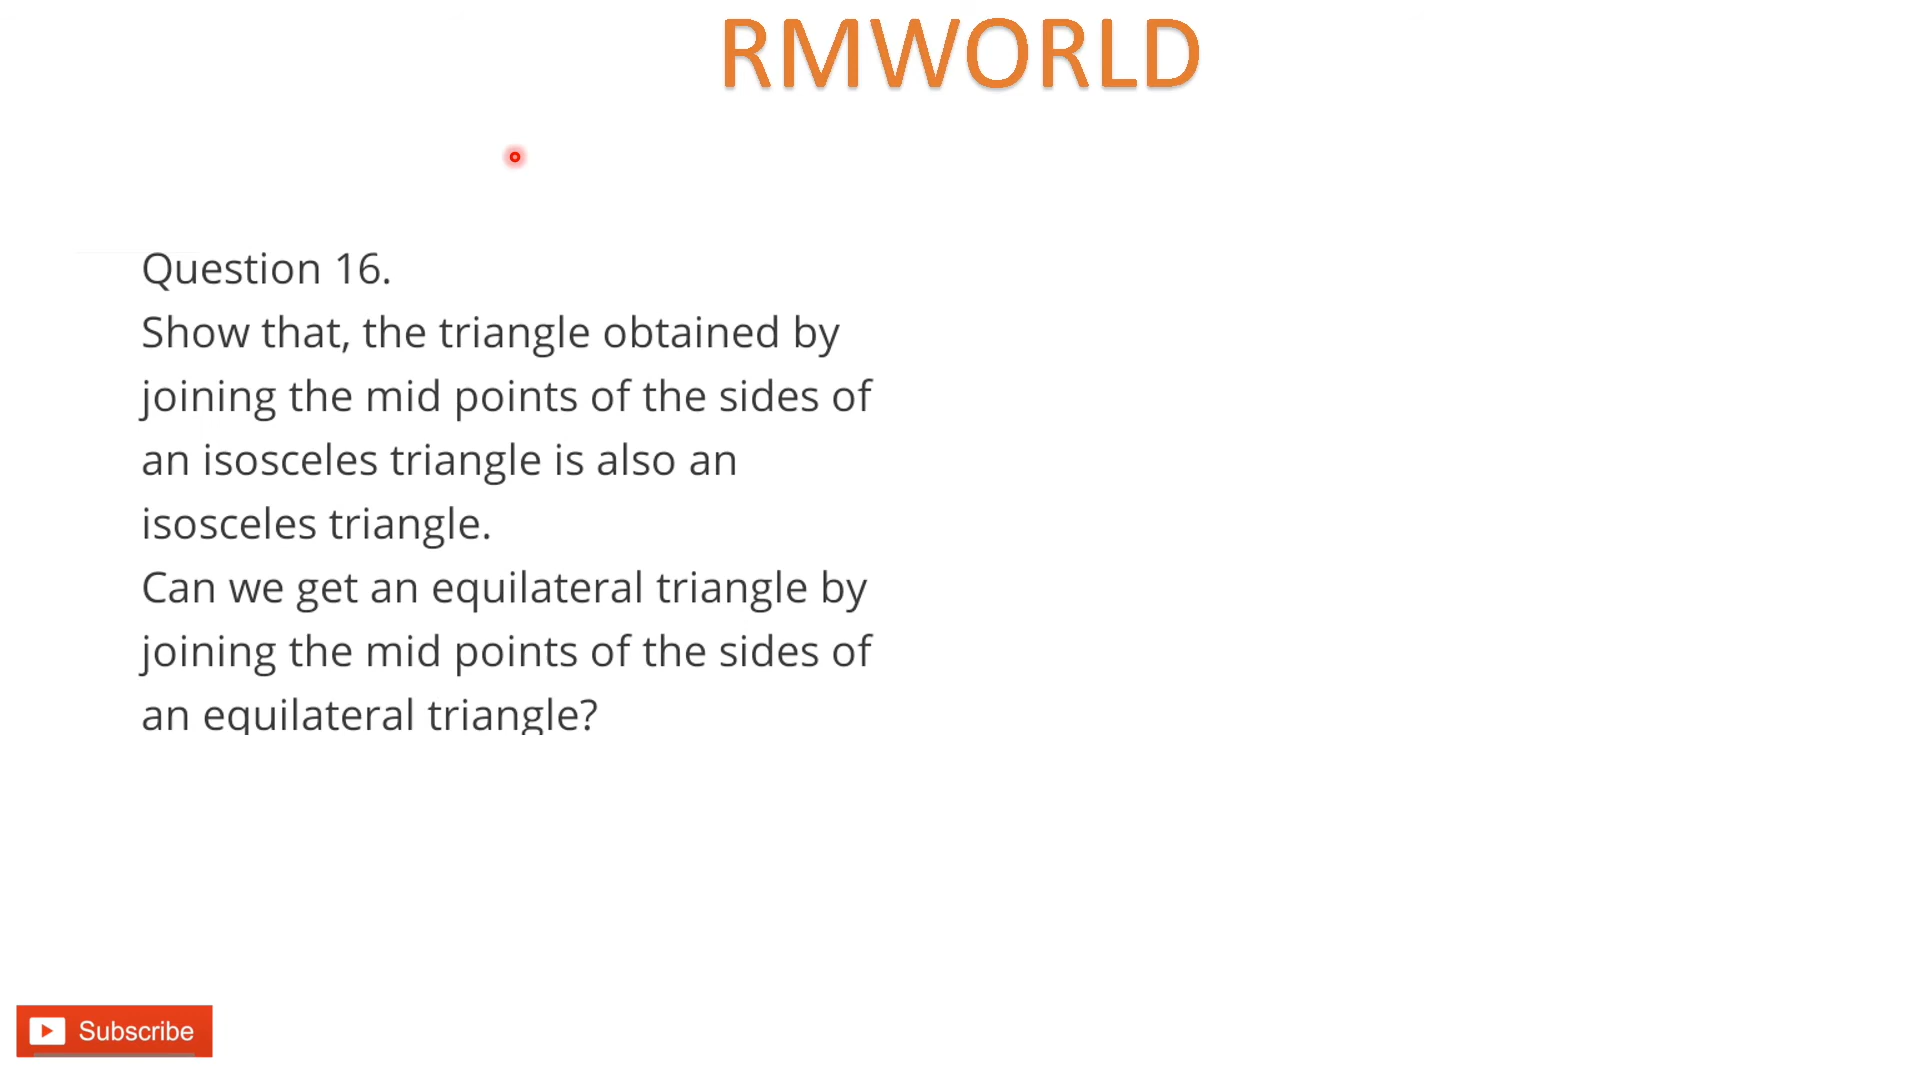 RMWORLD
Question 16.
Show that, the triangle obtained by
joining the mid points of the sides of
an isosceles triangle is also an
isosceles triangle.
Can we get an equilateral triangle by
joining the mid points of the sides of
an equilateral triangle?
Subscribe